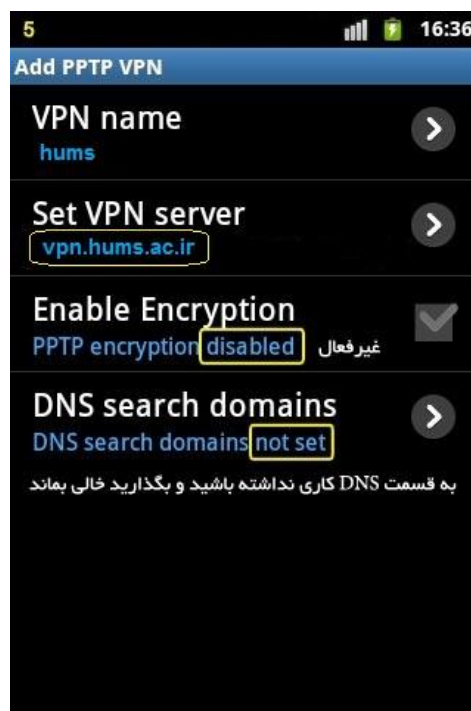 5 16:36
Add PPTP VPN
VPN name
hums
Set VPN server
vpn.hums.ac.ir
Enable Encryption
PPTP encryption disabled غیرفعال
DNS search domains
DNS search domains not set
به قسمت DNS کاری نداشته باشید و بگذارید خالی بماند